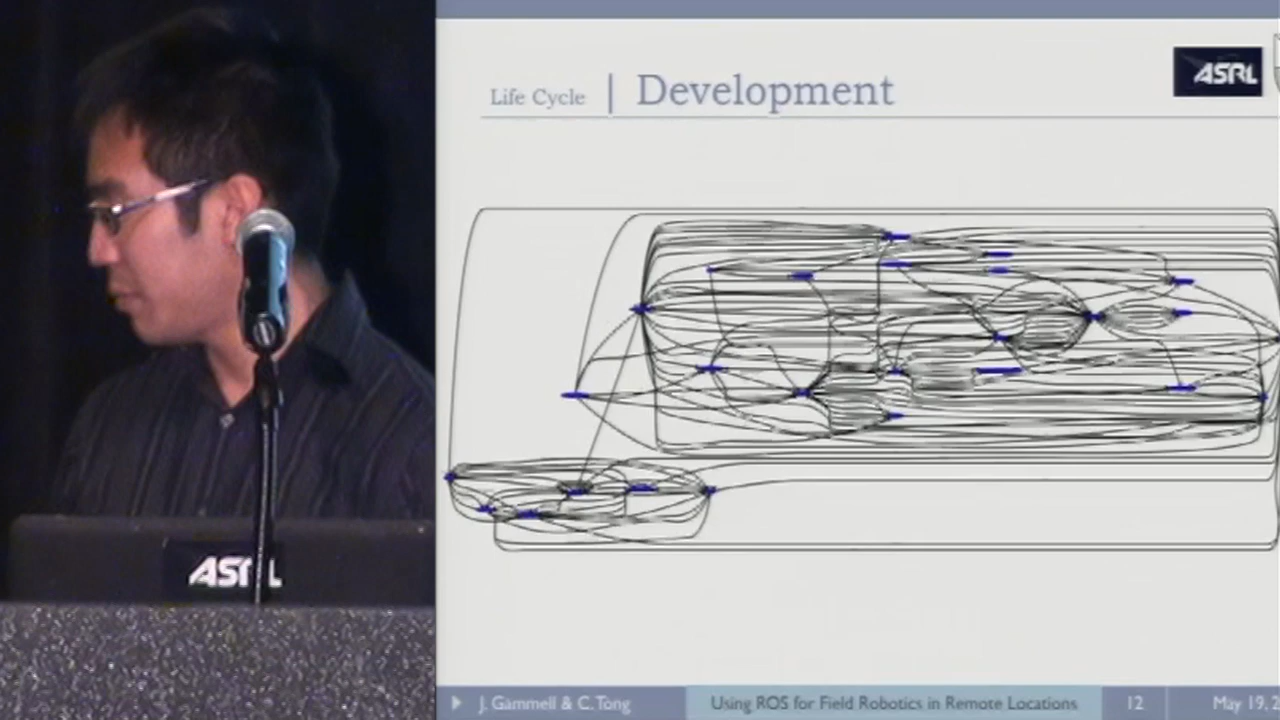 Life Cycle | Development
ASRL
ASRL
J. Gammell & C. Tong
Using ROS for Field Robotics in Remote Locations
12
May 19, 2